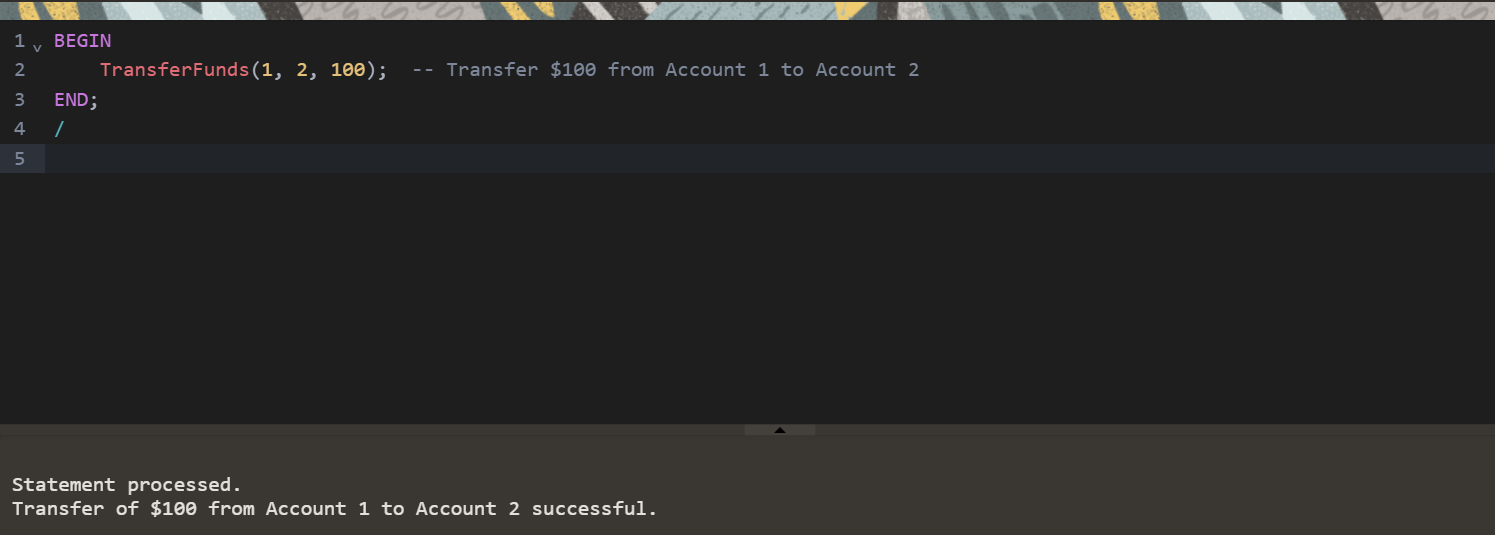 1 BEGIN
2     TransferFunds(1, 2, 100);  -- Transfer $100 from Account 1 to Account 2
3 END;
4 /
5
Statement processed.
Transfer of $100 from Account 1 to Account 2 successful.